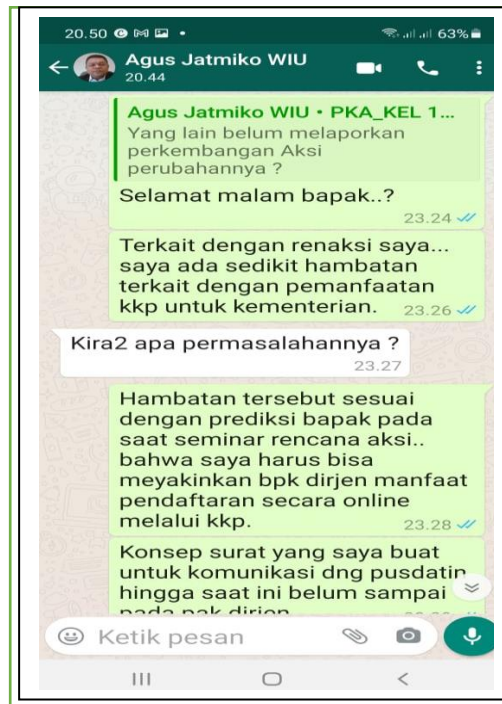 20.50
63%
Agus Jatmiko WIU
20.44
Agus Jatmiko WIU • PKA_KEL 1...
Yang lain belum melaporkan
perkembangan Aksi
perubahannya ?
Selamat malam bapak..?
23.24
Terkait dengan renaksi saya...
saya ada sedikit hambatan
terkait dengan pemanfaatan
kkp untuk kementerian.
23.26
Kira2 apa permasalahannya ?
23.27
Hambatan tersebut sesuai
dengan prediksi bapak pada
saat seminar rencana aksi..
bahwa saya harus bisa
meyakinkan bpk dirjen manfaat
pendaftaran secara online
melalui kkp.
23.28
Konsep surat yang saya buat
untuk komunikasi dng pusdatin
hingga saat ini belum sampai
pada pak dirjen
Ketik pesan